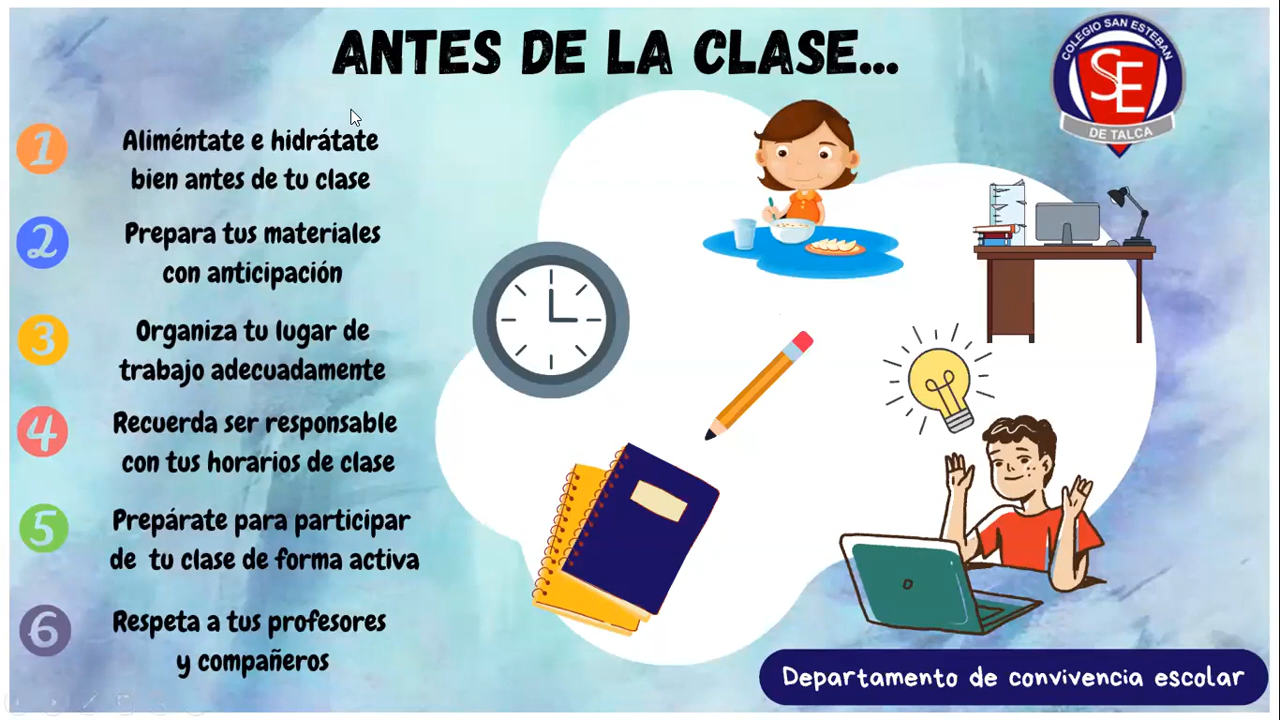 ANTES DE LA CLASE...
COLEGIO SAN ESTEBAN
SE
DE TALCA
1
Aliméntate e hidrátate
bien antes de tu clase
2
Prepara tus materiales
con anticipación
3
Organiza tu lugar de
trabajo adecuadamente
4
Recuerda ser responsable
con tus horarios de clase
5
Prepárate para participar
de tu clase de forma activa
6
Respeta a tus profesores
y compañeros
Departamento de convivencia escolar